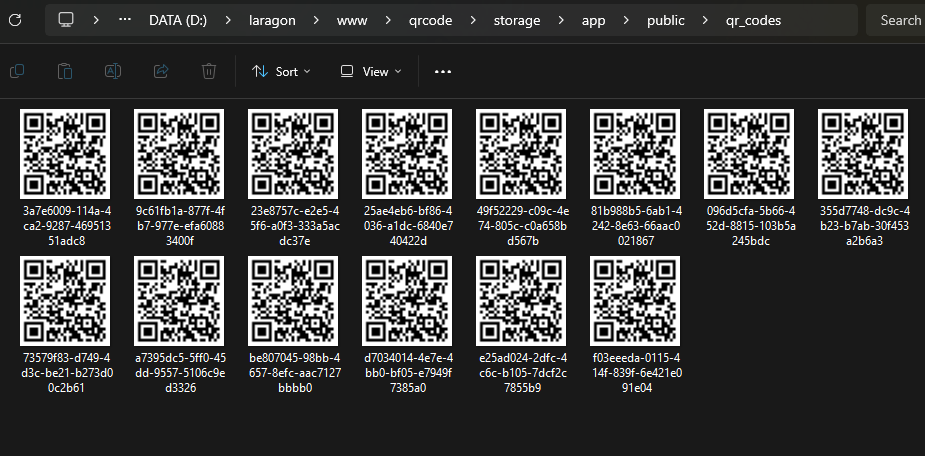 DATA (D:) > laragon > www > qrcode > storage > app > public > qr_codes
Search
Sort
View
3a7e6009-114a-4
ca2-9287-469513
51adc8
9c61fb1a-877f-4f
b7-977e-efa6088
3400f
23e8757c-e2e5-4
5f6-a0f3-333a5ac
dc37e
25ae4eb6-bf86-4
036-a1dc-6840e7
40422d
49f52229-c09c-4e
74-805c-c0a658b
d567b
81b988b5-6ab1-4
242-8e63-66aac0
021867
096d5cfa-5b66-4
52d-8815-103b5a
245bdc
355d7748-dc9c-4
b23-b7ab-30f453
a2b6a3
73579f83-d749-4
d3c-be21-b273d0
0c2b61
a7395dc5-5ff0-45
dd-9557-5106c9e
d3326
be807045-98bb-4
657-8efc-aac7127
bbbb0
d7034014-4e7e-4
bb0-bf05-e7949f
7385a0
e25ad024-2dfc-4
c6c-b105-7dcf2c
7855b9
f03eeeda-0115-4
14f-839f-6e421e0
91e04